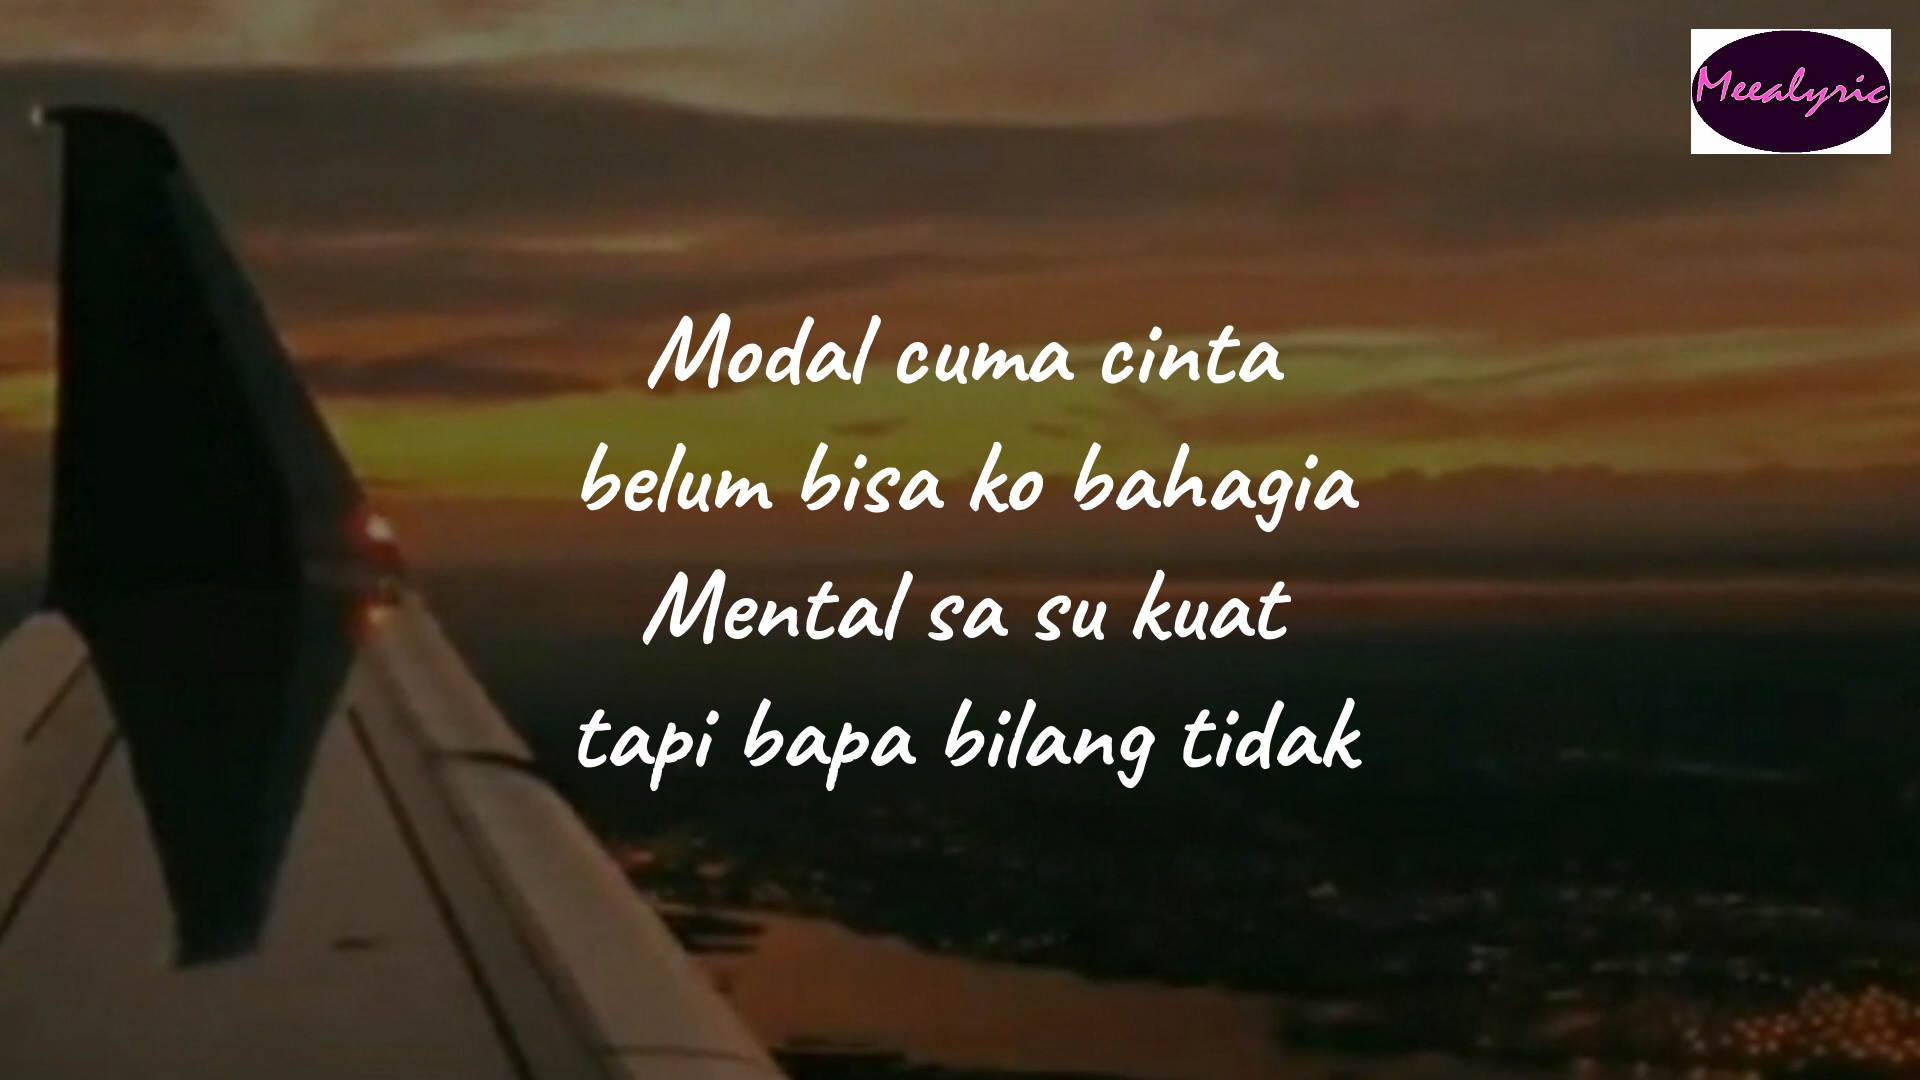 Meealyric
Modal cuma cinta
belum bisa ko bahagia
Mental sa su kuat
tapi bapa bilang tidak